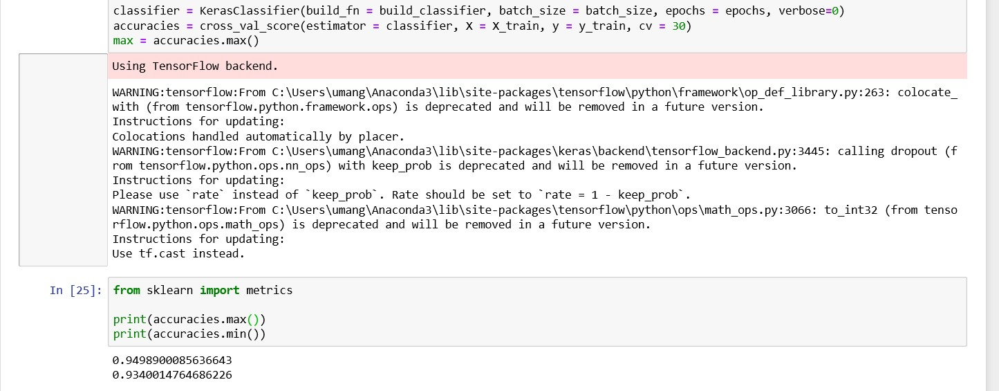 classifier = KerasClassifier(build_fn = build_classifier, batch_size = batch_size, epochs = epochs, verbose=0)
accuracies = cross_val_score(estimator = classifier, X = X_train, y = y_train, cv = 30)
max = accuracies.max()
Using TensorFlow backend.
WARNING:tensorflow:From C:\Users\umang\Anaconda3\lib\site-packages\tensorflow\python\framework\op_def_library.py:263: colocate_
with (from tensorflow.python.framework.ops) is deprecated and will be removed in a future version.
Instructions for updating:
Colocations handled automatically by placer.
WARNING:tensorflow:From C:\Users\umang\Anaconda3\lib\site-packages\keras\backend\tensorflow_backend.py:3445: calling dropout (f
rom tensorflow.python.ops.nn_ops) with keep_prob is deprecated and will be removed in a future version.
Instructions for updating:
Please use `rate` instead of `keep_prob`. Rate should be set to `rate = 1 - keep_prob`.
WARNING:tensorflow:From C:\Users\umang\Anaconda3\lib\site-packages\tensorflow\python\ops\math_ops.py:3066: to_int32 (from tenso
rflow.python.ops.math_ops) is deprecated and will be removed in a future version.
Instructions for updating:
Use tf.cast instead.
In [25]: from sklearn import metrics
print(accuracies.max())
print(accuracies.min())
0.9498900085636643
0.9340014764686226